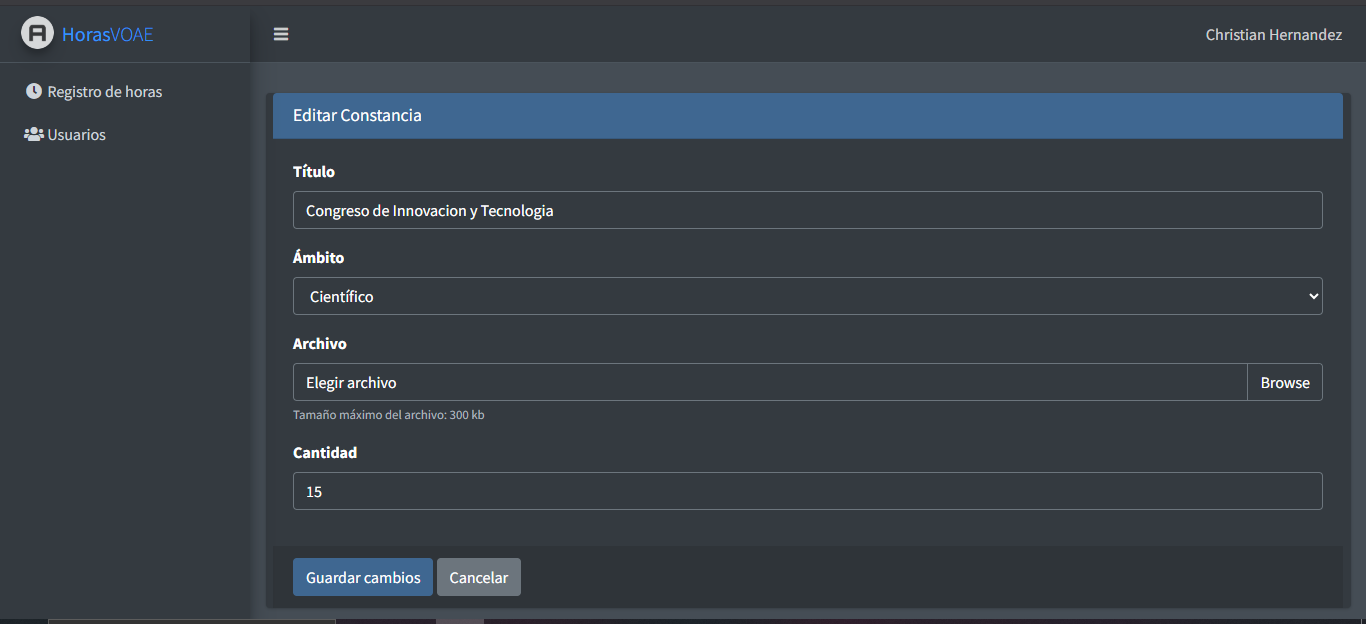 HorasVOAE
Christian Hernandez
Registro de horas
Usuarios
Editar Constancia
Título
Congreso de Innovacion y Tecnologia
Ámbito
Científico
Archivo
Elegir archivo
Browse
Tamaño máximo del archivo: 300 kb
Cantidad
15
Guardar cambios
Cancelar